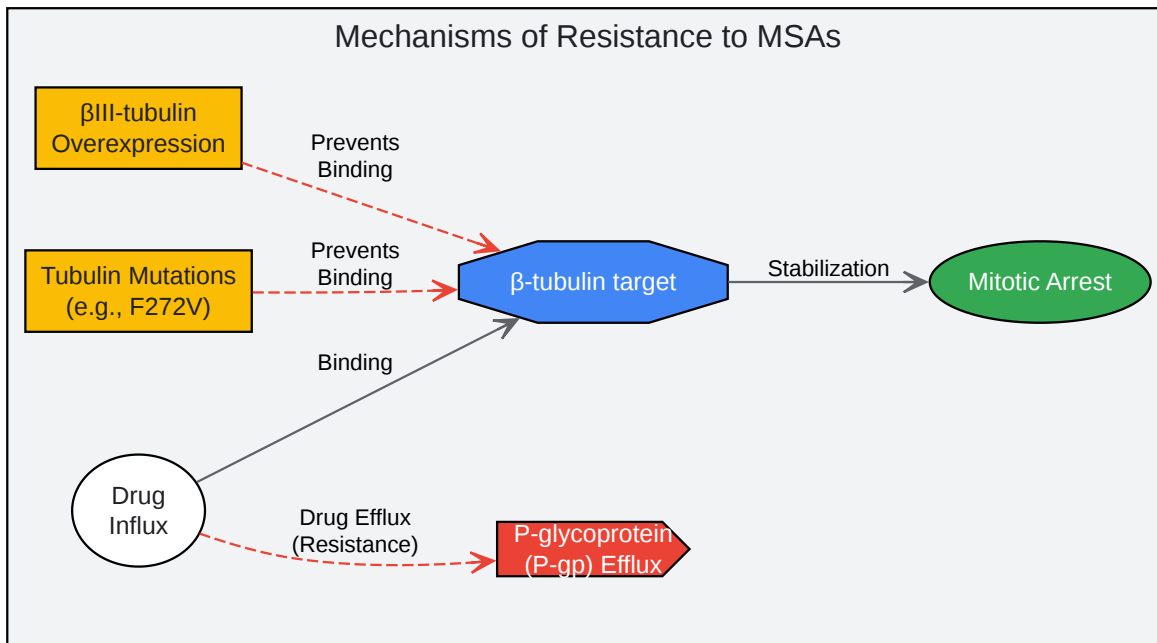 Mechanisms of Resistance to MSAs
βIII-tubulin
Overexpression
Prevents
Binding
Tubulin Mutations
(e.g., F272V)
Prevents
Binding
β-tubulin target
Stabilization
Mitotic Arrest
Binding
Drug
Influx
Drug Efflux
(Resistance)
P-glycoprotein
(P-gp) Efflux